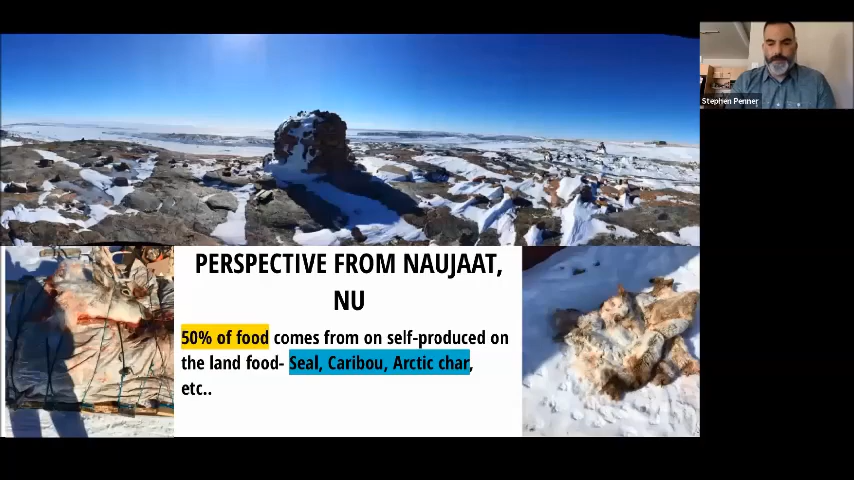 Stephen Penner
PERSPECTIVE FROM NAUJAAT,
NU
50% of food comes from on self-produced on
the land food- Seal, Caribou, Arctic char,
etc..